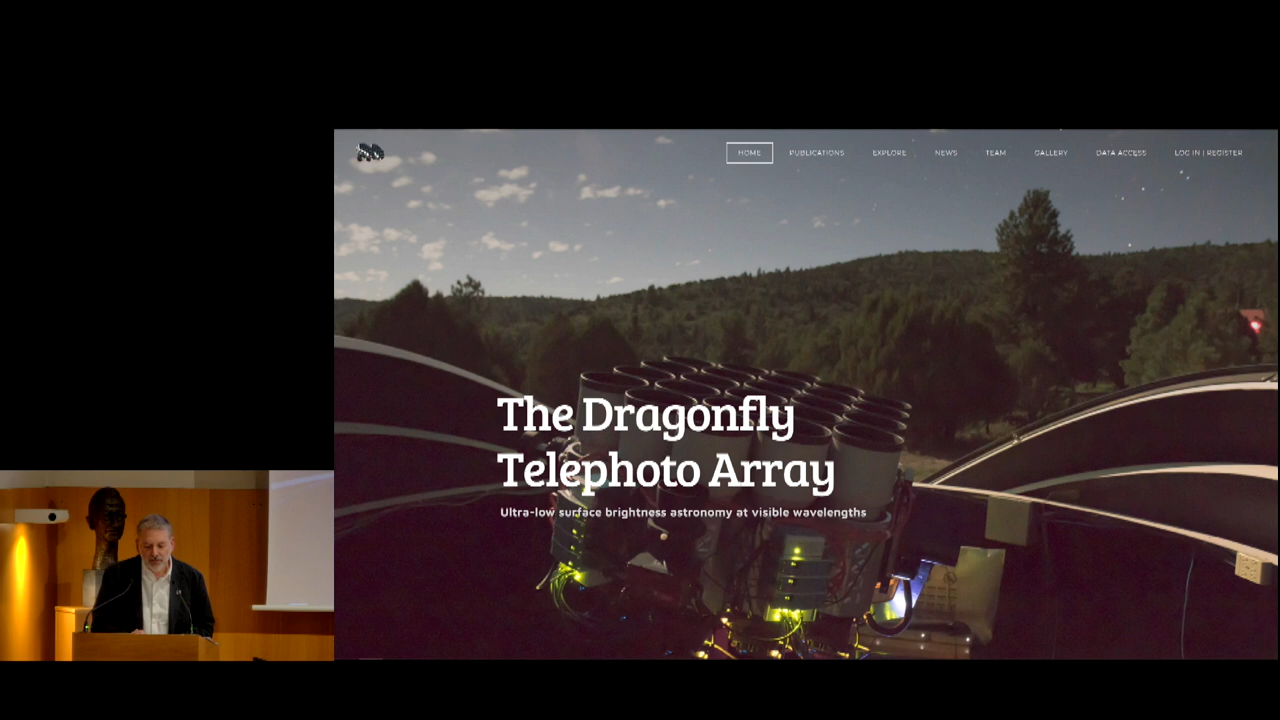 HOME PUBLICATIONS EXPLORE NEWS TEAM GALLERY DATA ACCESS LOG IN | REGISTER
The Dragonfly
Telephoto Array
Ultra-low surface brightness astronomy at visible wavelengths